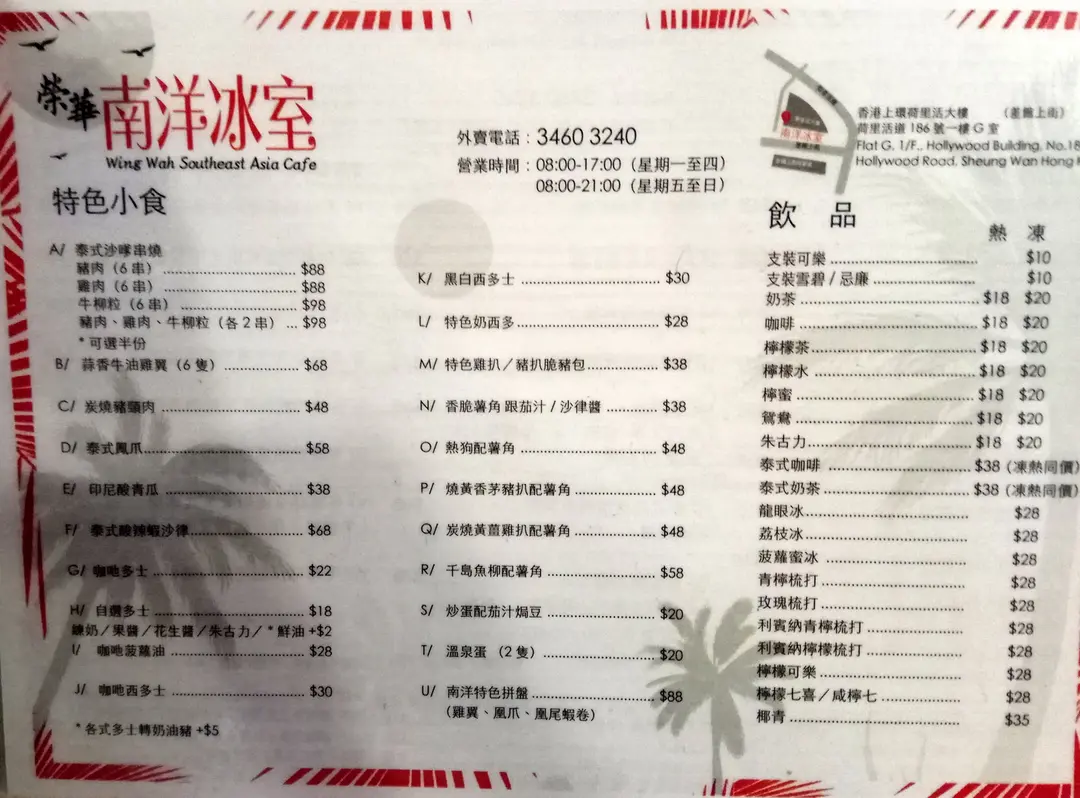 榮華南洋冰室
Wing Wah Southeast Asia Cafe
外賣電話：3460 3240
營業時間：08:00-17:00（星期一至四）
08:00-21:00（星期五至日）
南洋冰室
香港上環荷里活大樓 （差館上街）
荷里活道 186 號一樓 G 室
Flat G, 1/F., Hollywood Building, No.18
Hollywood Road, Sheung Wan Hong
特色小食
A/ 泰式沙嗲串燒
豬肉（6 串） ........ $88
雞肉（6 串） ........ $88
牛柳粒（6 串） ........ $98
豬肉、雞肉、牛柳粒（各 2 串） ... $98
* 可選半份
B/ 蒜香牛油雞翼（6 隻） ........ $68
C/ 炭燒豬頸肉 ........ $48
D/ 泰式鳳爪 ........ $58
E/ 印尼酸青瓜 ........ $38
F/ 泰式酸辣蝦沙律 ........ $68
G/ 咖吔多士 ........ $22
H/ 自選多士 ........ $18
煉奶／果醬／花生醬／朱古力／ * 鮮油 +$2
I/ 咖吔菠蘿油 ........ $28
J/ 咖吔西多士 ........ $30
* 各式多士轉奶油豬 +$5
K/ 黑白西多士 ........ $30
L/ 特色奶西多 ........ $28
M/ 特色雞扒／豬扒脆豬包 ........ $38
N/ 香脆薯角 跟茄汁 / 沙律醬 ........ $38
O/ 熱狗配薯角 ........ $48
P/ 燒黃香茅豬扒配薯角 ........ $48
Q/ 炭燒黃薑雞扒配薯角 ........ $48
R/ 千島魚柳配薯角 ........ $58
S/ 炒蛋配茄汁焗豆 ........ $20
T/ 溫泉蛋 （2 隻） ........ $20
U/ 南洋特色拼盤 ........ $88
（雞翼、凰爪、凰尾蝦卷）
飲 品
熱 凍
支裝可樂 ........ $10
支裝雪碧 / 忌廉 ........ $10
奶茶 ........ $18 $20
咖啡 ........ $18 $20
檸檬茶 ........ $18 $20
檸檬水 ........ $18 $20
檸蜜 ........ $18 $20
鴛鴦 ........ $18 $20
朱古力 ........ $18 $20
泰式咖啡 ........ $38 (凍熱同價)
泰式奶茶 ........ $38 (凍熱同價)
龍眼冰 ........ $28
荔枝冰 ........ $28
菠蘿蜜冰 ........ $28
青檸梳打 ........ $28
玫瑰梳打 ........ $28
利賓納青檸梳打 ........ $28
利賓納檸檬梳打 ........ $28
檸檬可樂 ........ $28
檸檬七喜／咸檸七 ........ $28
椰青 ........ $35